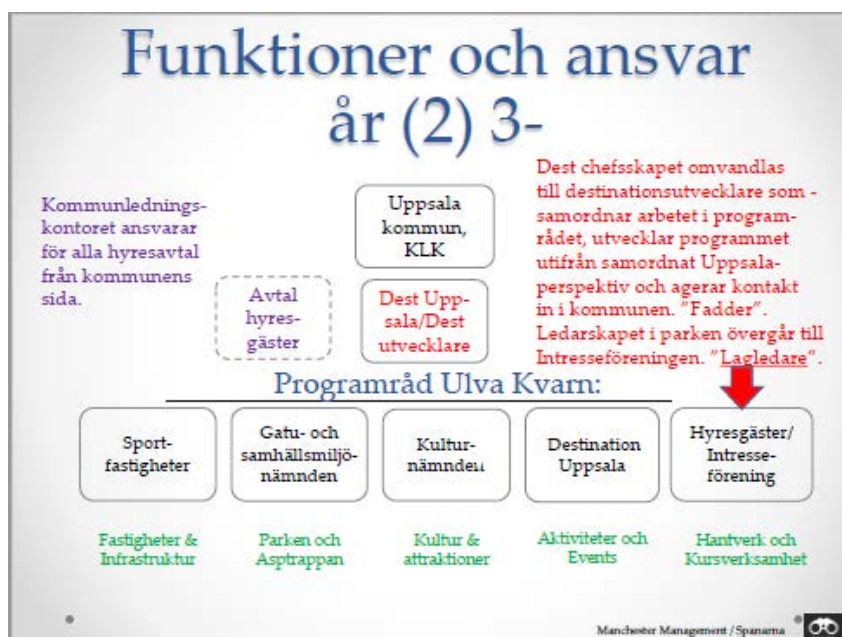 Funktioner och ansvar
år (2) 3-
Kommunlednings-
kontoret ansvarar
för alla hyresavtal
från kommunens
sida.
Uppsala
kommun,
KLK
Avtal
hyres-
gäster
Dest Upp-
sala/Dest
utvecklare
Dest chefsskapet omvandlas
till destinationsutvecklare som -
samordnar arbetet i program-
rådet, utvecklar programmet
utifrån samordnat Uppsala-
perspektiv och agerar kontakt
in i kommunen. ”Fadder”.
Ledarskapet i parken övergår till
Intresseföreningen. ”Lagledare”.
Programråd Ulva Kvarn:
Sport-
fastigheter
Gatu- och
samhällsmiljö-
nämnden
Kultur-
nämnden
Destination
Uppsala
Hyresgäster/
Intresse-
förening
Fastigheter &
Infrastruktur
Parken och
Asptrappan
Kultur &
attraktioner
Aktiviteter och
Events
Hantverk och
Kursverksamhet
Manchester Management / Spanarna